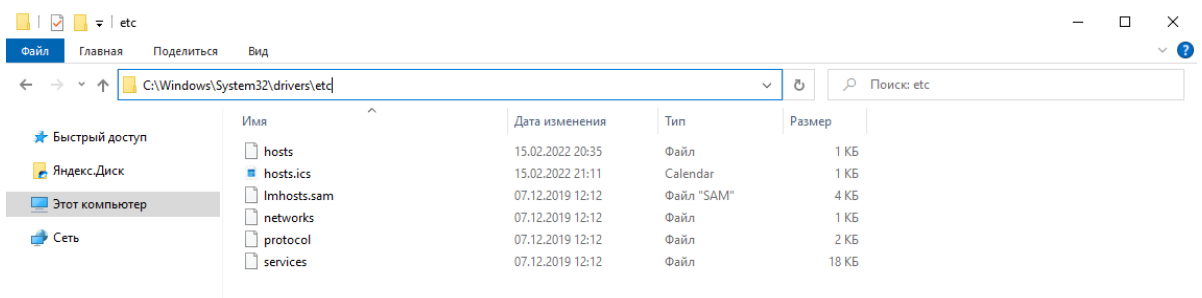 etc
Файл Главная Поделиться Вид
C:\Windows\System32\drivers\etc Поиск: etc
Быстрый доступ
Яндекс.Диск
Этот компьютер
Сеть
Имя Дата изменения Тип Размер
hosts 15.02.2022 20:35 Файл 1 КБ
hosts.ics 15.02.2022 21:11 Calendar 1 КБ
lmhosts.sam 07.12.2019 12:12 Файл "SAM" 4 КБ
networks 07.12.2019 12:12 Файл 1 КБ
protocol 07.12.2019 12:12 Файл 2 КБ
services 07.12.2019 12:12 Файл 18 КБ